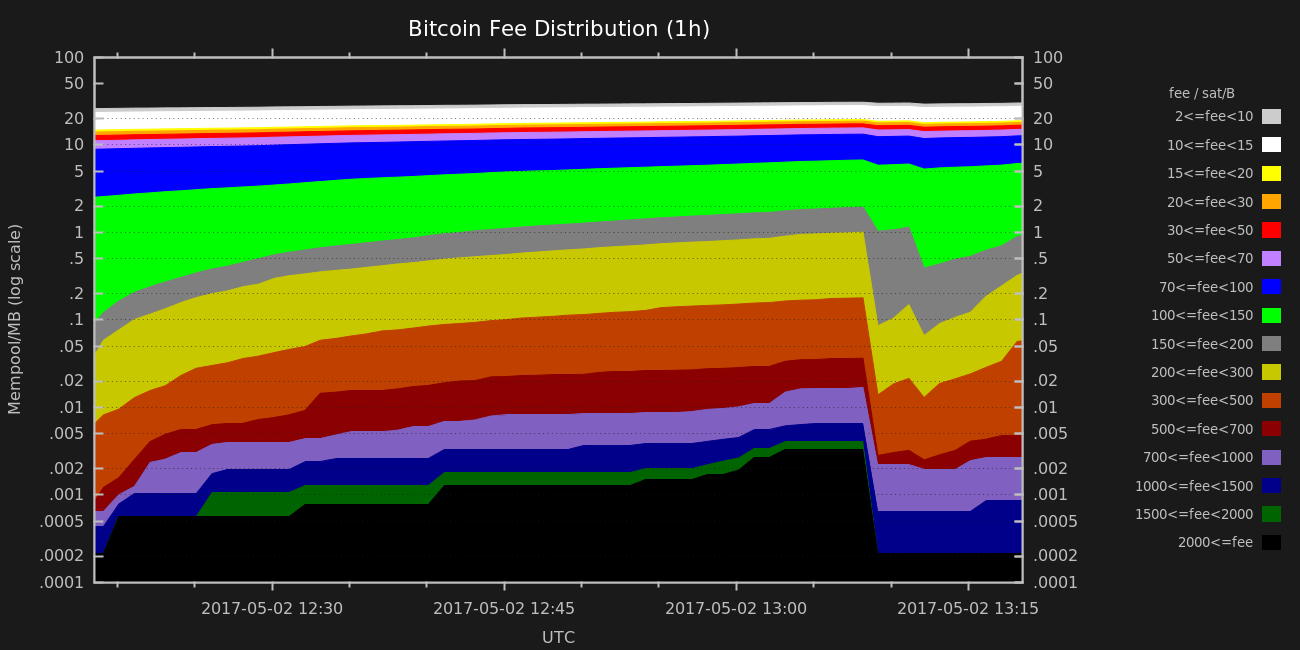 Bitcoin Fee Distribution (1h)
Mempool/MB (log scale)
100
50
20
10
5
2
1
.5
.2
.1
.05
.02
.01
.005
.002
.001
.0005
.0002
.0001
100
50
20
10
5
2
1
.5
.2
.1
.05
.02
.01
.005
.002
.001
.0005
.0002
.0001
2017-05-02 12:30 2017-05-02 12:45 2017-05-02 13:00 2017-05-02 13:15
UTC
fee / sat/B
2<=fee<10
10<=fee<15
15<=fee<20
20<=fee<30
30<=fee<50
50<=fee<70
70<=fee<100
100<=fee<150
150<=fee<200
200<=fee<300
300<=fee<500
500<=fee<700
700<=fee<1000
1000<=fee<1500
1500<=fee<2000
2000<=fee